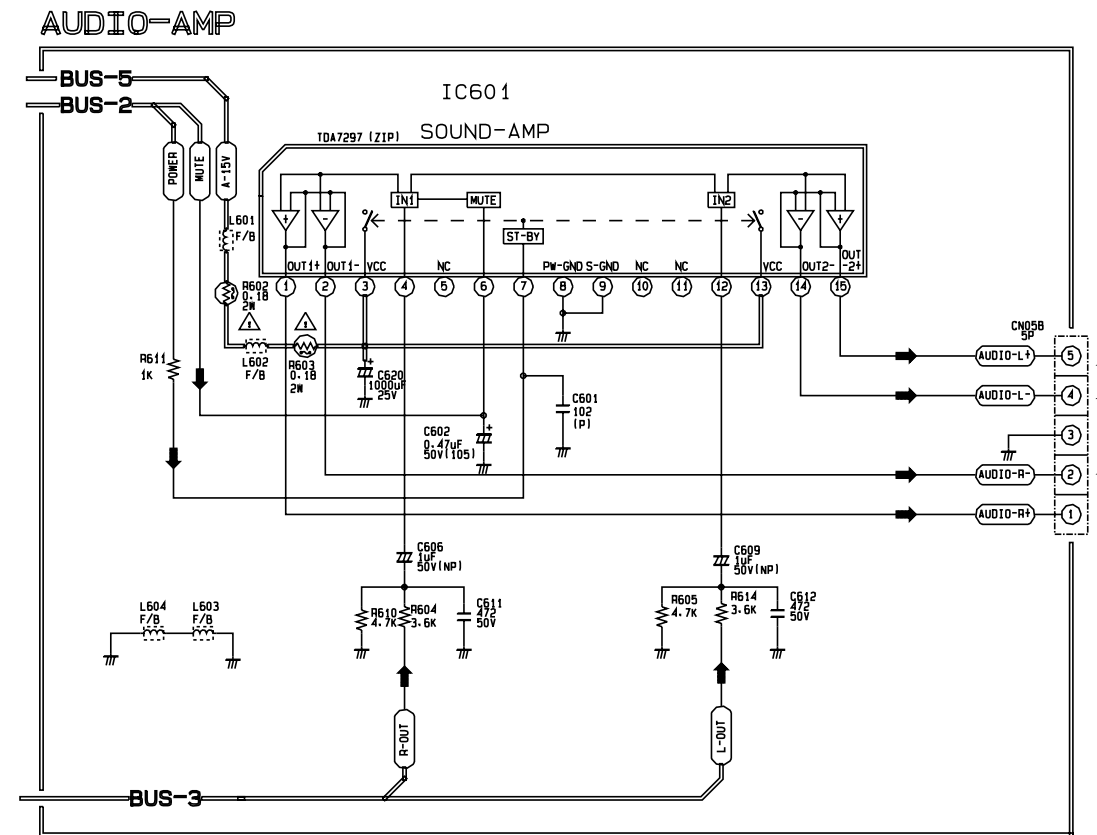 AUDIO-AMP
BUS-5
BUS-2
IC601
SOUND-AMP
TDA7297 (ZIP)
POWER
MUTE
A-15V
IN1
MUTE
IN2
ST-BY
L601
F/B
OUT1+
OUT1-
VCC
NC
PW-GND
S-GND
NC
NC
VCC
OUT2-
OUT
-2+
1
2
3
4
5
6
7
8
9
10
11
12
13
14
15
R602
0.18
2W
R611
1K
L602
F/B
R603
0.18
2W
C620
1000uF
25V
C601
102
(P)
C602
0.47uF
50V(105)
CN05B
5P
AUDIO-L+
5
AUDIO-L-
4
3
AUDIO-R-
2
AUDIO-R+
1
C606
1uF
50V(NP)
C609
1uF
50V(NP)
R610
4.7K
R604
3.6K
C611
472
50V
R605
4.7K
R614
3.6K
C612
472
50V
L604
F/B
L603
F/B
R-OUT
L-OUT
BUS-3